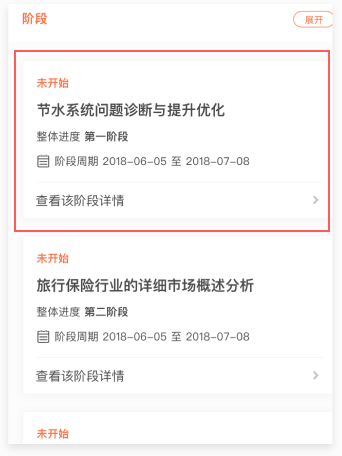 阶段
展开
未开始
节水系统问题诊断与提升优化
整体进度 第一阶段
阶段周期 2018-06-05 至 2018-07-08
查看该阶段详情
未开始
旅行保险行业的详细市场概述分析
整体进度 第二阶段
阶段周期 2018-06-05 至 2018-07-08
查看该阶段详情
未开始